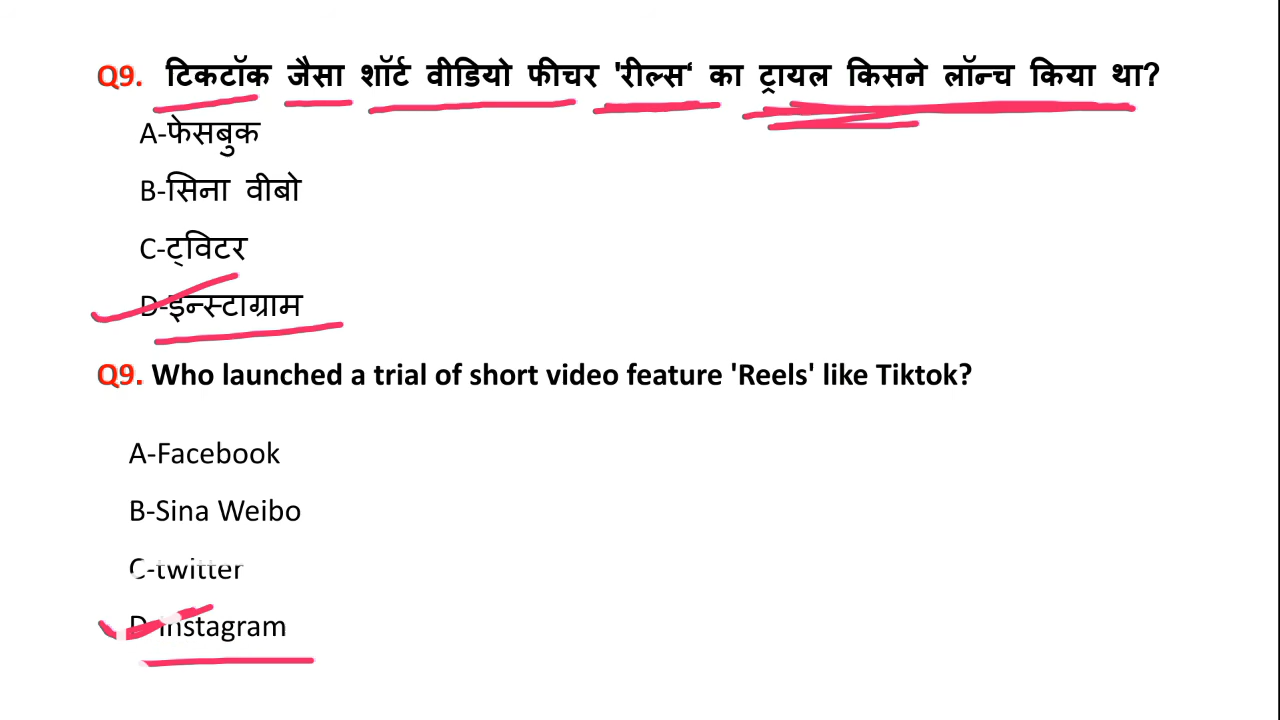 Q9. टिकटॉक जैसा शॉर्ट वीडियो फीचर 'रील्स‘ का ट्रायल किसने लॉन्च किया था?
A-फेसबुक
B-सिना वीबो
C-ट्विटर
D-इन्स्टाग्राम
Q9. Who launched a trial of short video feature 'Reels' like Tiktok?
A-Facebook
B-Sina Weibo
C-twitter
D-Instagram